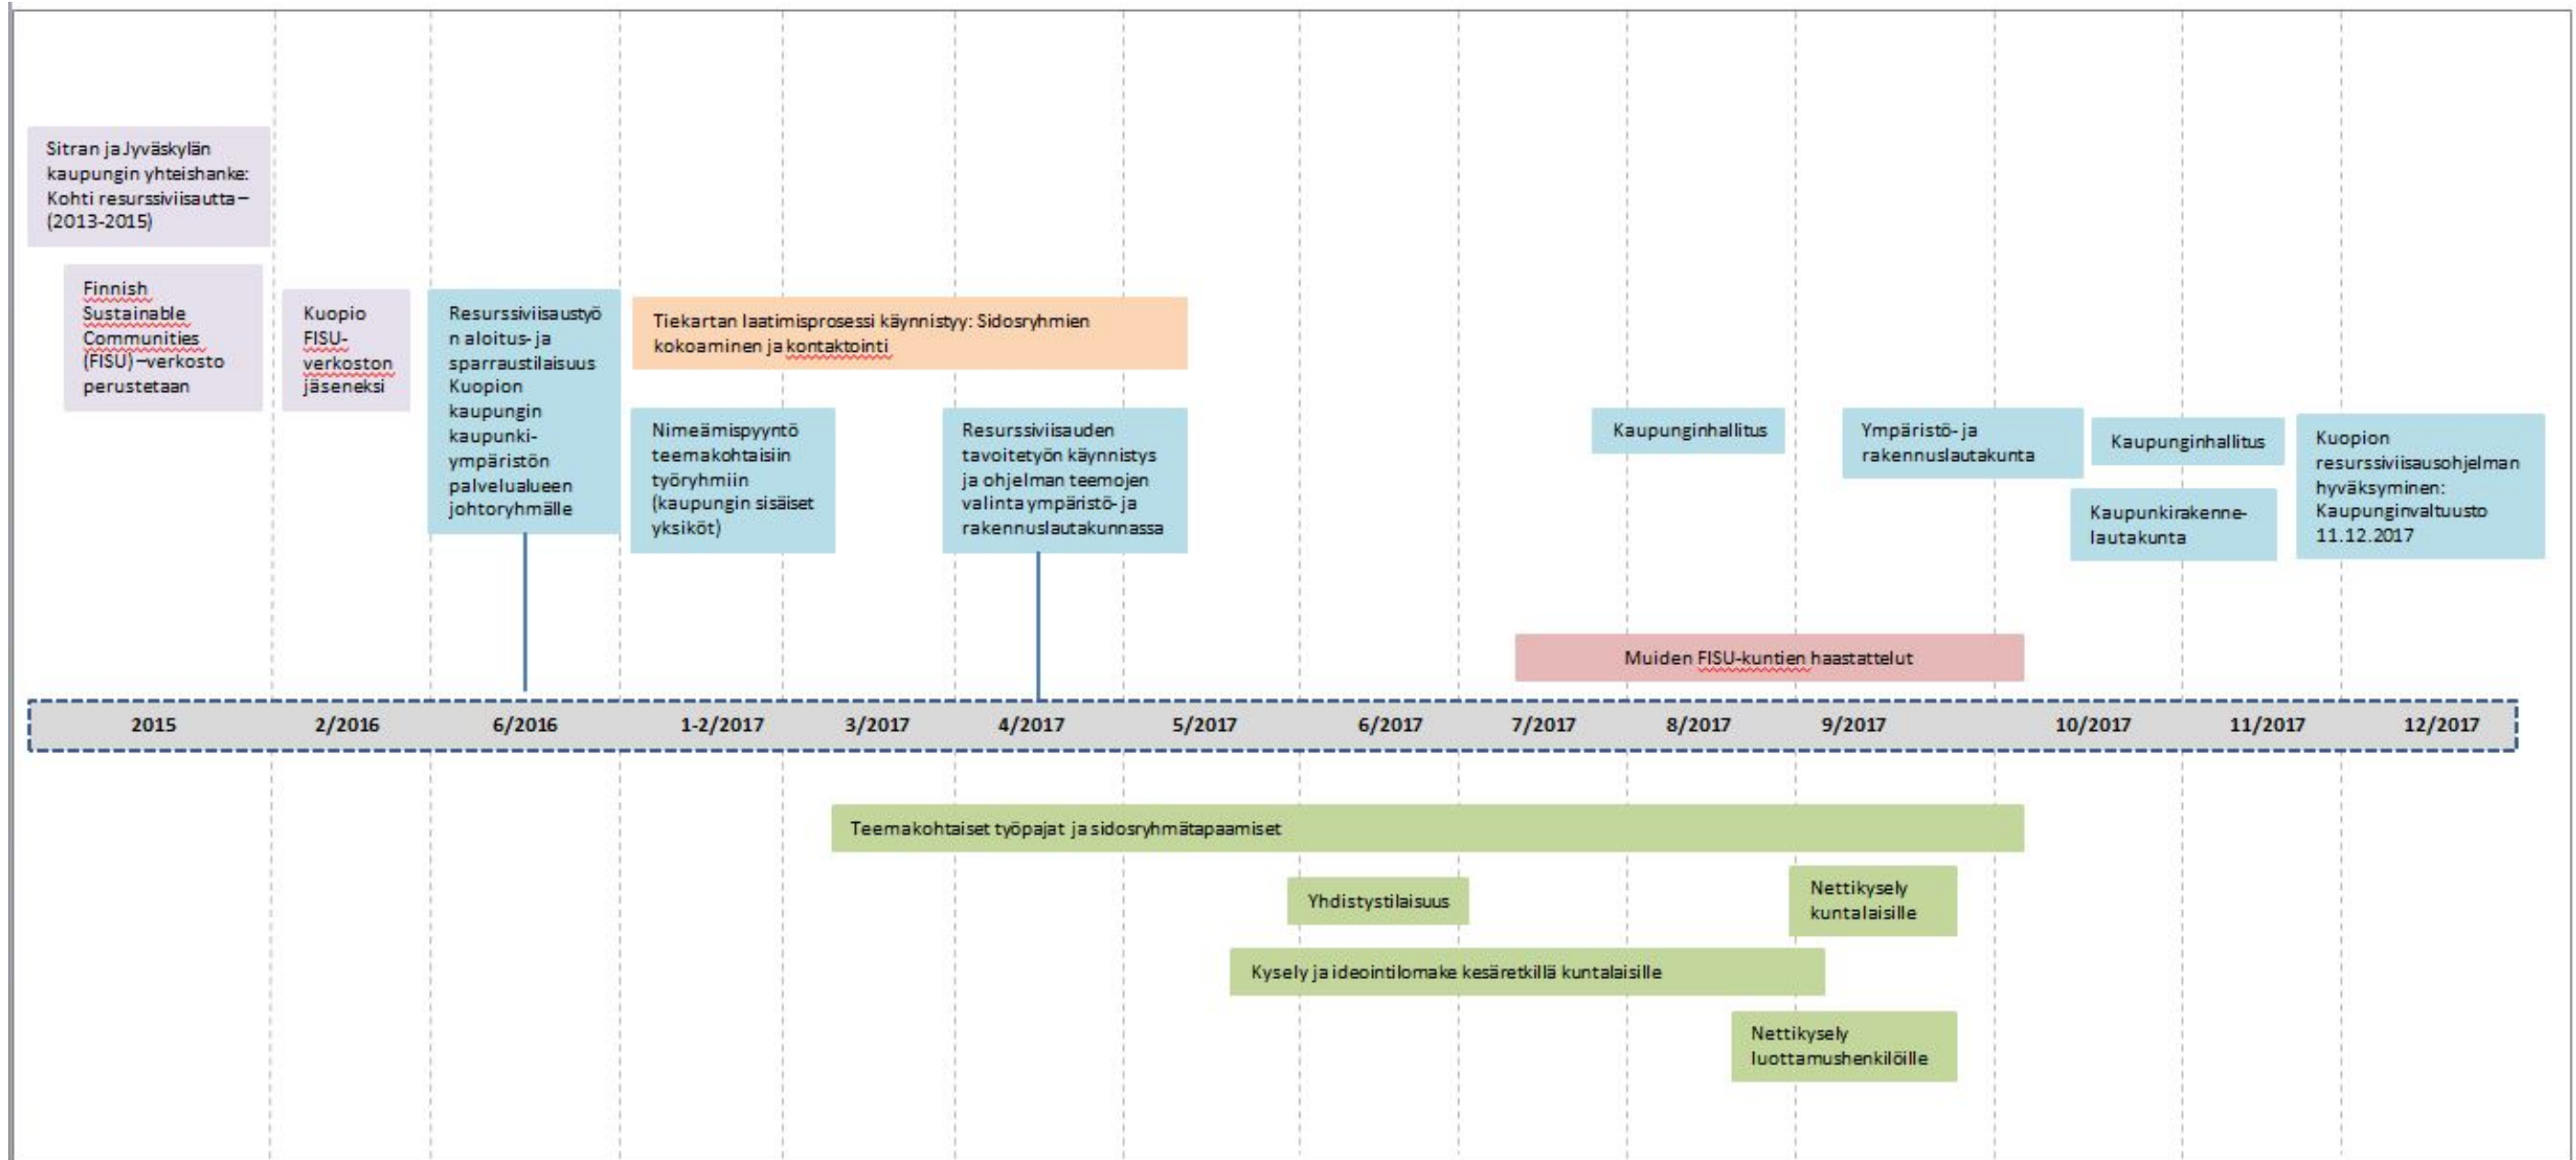 Sitran ja Jyväskylän
kaupungin yhteishanke:
Kohti resurssiviisautta –
(2013-2015)
Finnish
Sustainable
Communities
(FISU) –verkosto
perustetaan
Kuopio
FISU-
verkoston
jäseneksi
Resurssiviisaustyö
n aloitus- ja
sparraustilaisuus
Kuopion
kaupungin
kaupunki-
ympäristön
palvelualueen
johtoryhmälle
Tiekartan laatimisprosessi käynnistyy: Sidosryhmien
kokoaminen ja kontaktointi
Nimeämispyyntö
teemakohtaisiin
työryhmiin
(kaupungin sisäiset
yksiköt)
Resurssiviisauden
tavoitetyön käynnistys
ja ohjelman teemojen
valinta ympäristö- ja
rakennuslautakunnassa
Kaupunginhallitus
Ympäristö- ja
rakennuslautakunta
Kaupunginhallitus
Kaupunkirakenne-
lautakunta
Kuopion
resurssiviisausohjelman
hyväksyminen:
Kaupunginvaltuusto
11.12.2017
Muiden FISU-kuntien haastattelut
2015 2/2016 6/2016 1-2/2017 3/2017 4/2017 5/2017 6/2017 7/2017 8/2017 9/2017 10/2017 11/2017 12/2017
Teemakohtaiset työpajat ja sidosryhmätapaamiset
Yhdistystilaisuus
Nettikysely
kuntalaisille
Kysely ja ideointilomake kesäretkillä kuntalaisille
Nettikysely
luottamushenkilöille